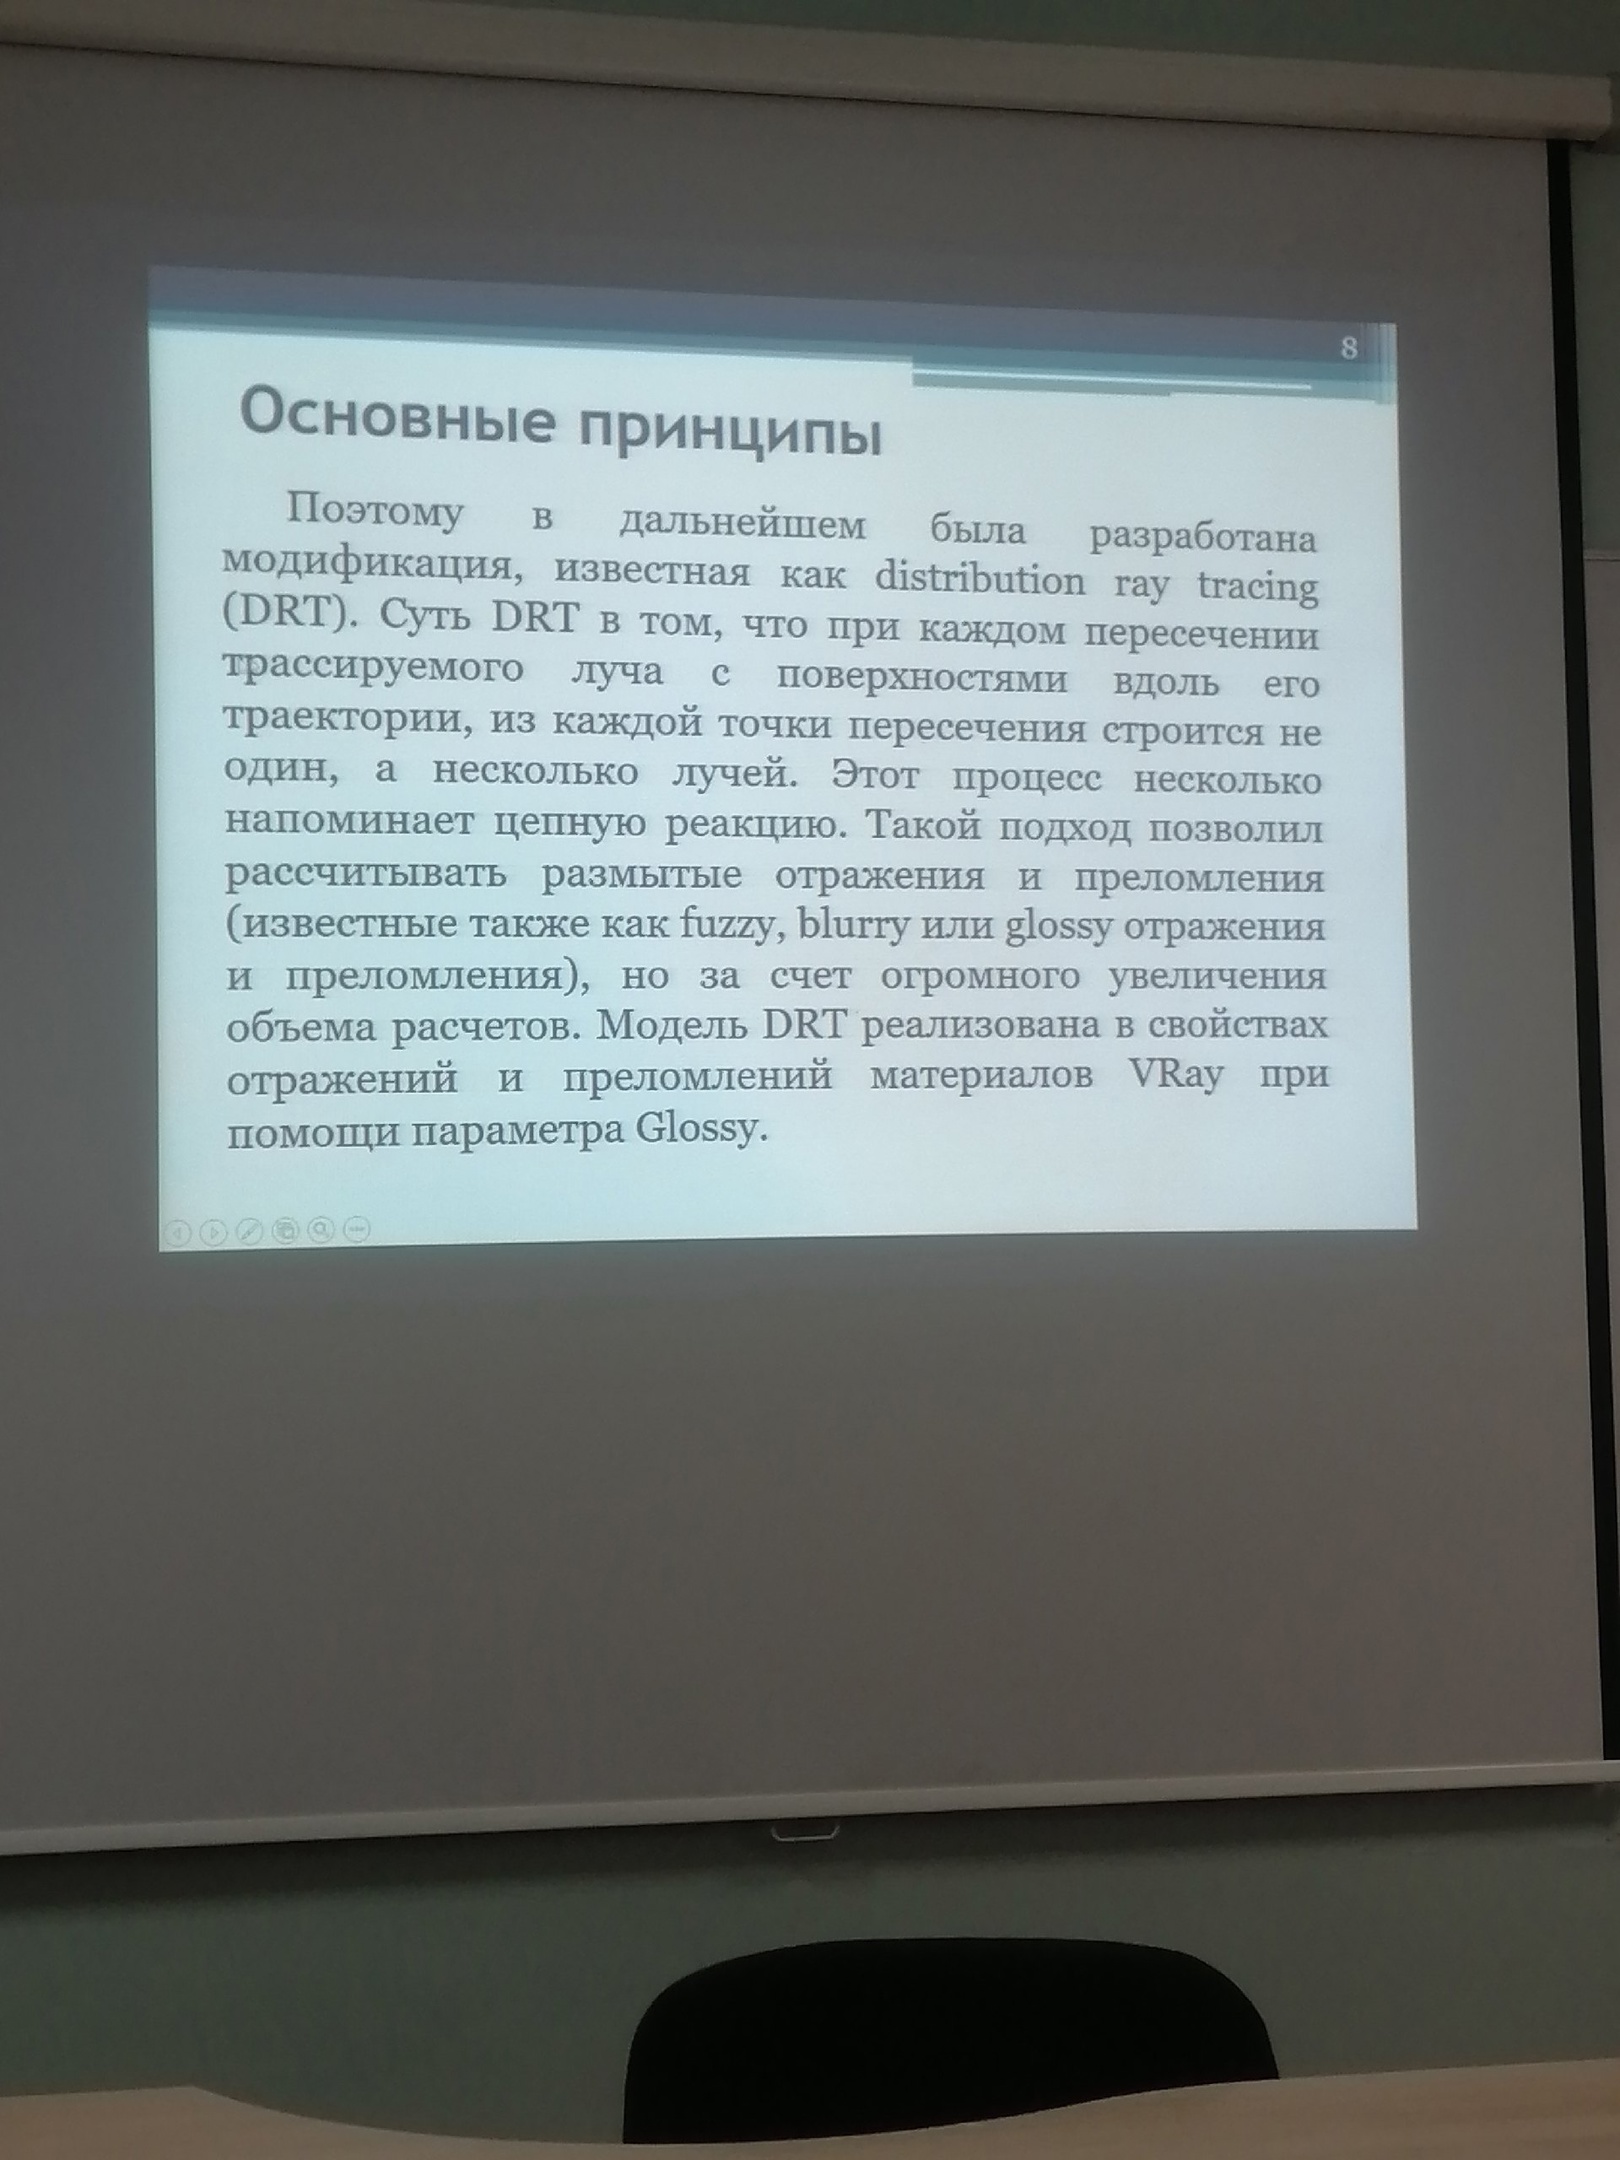 8
Основные принципы
Поэтому в дальнейшем была разработана
модификация, известная как distribution ray tracing
(DRT). Суть DRT в том, что при каждом пересечении
трассируемого луча с поверхностями вдоль его
траектории, из каждой точки пересечения строится не
один, а несколько лучей. Этот процесс несколько
напоминает цепную реакцию. Такой подход позволил
рассчитывать размытые отражения и преломления
(известные также как fuzzy, blurry или glossy отражения
и преломления), но за счет огромного увеличения
объема расчетов. Модель DRT реализована в свойствах
отражений и преломлений материалов VRay при
помощи параметра Glossy.